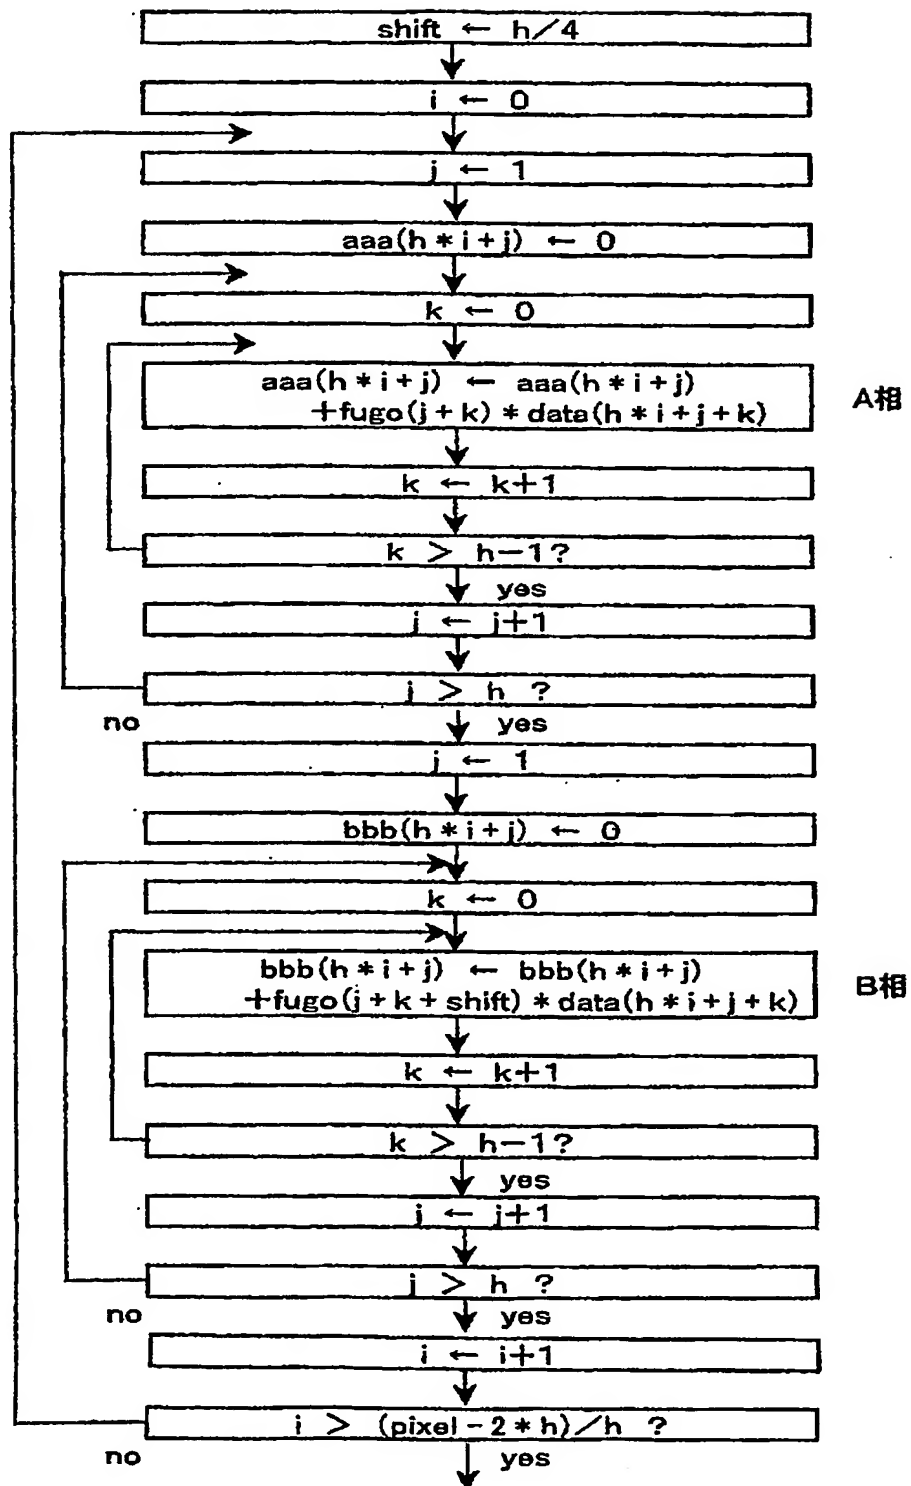 shift ← h/4
i ← 0
j ← 1
aaa(h*i+j) ← 0
k ← 0
aaa(h*i+j) ← aaa(h*i+j)
+fugo(j+k)*data(h*i+j+k)
A相
k ← k+1
k > h-1?
yes
j ← j+1
j > h ?
no
yes
j ← 1
bbb(h*i+j) ← 0
k ← 0
bbb(h*i+j) ← bbb(h*i+j)
+fugo(j+k+shift)*data(h*i+j+k)
B相
k ← k+1
k > h-1?
yes
j ← j+1
j > h ?
no
yes
i ← i+1
i > (pixel-2*h)/h ?
no
yes